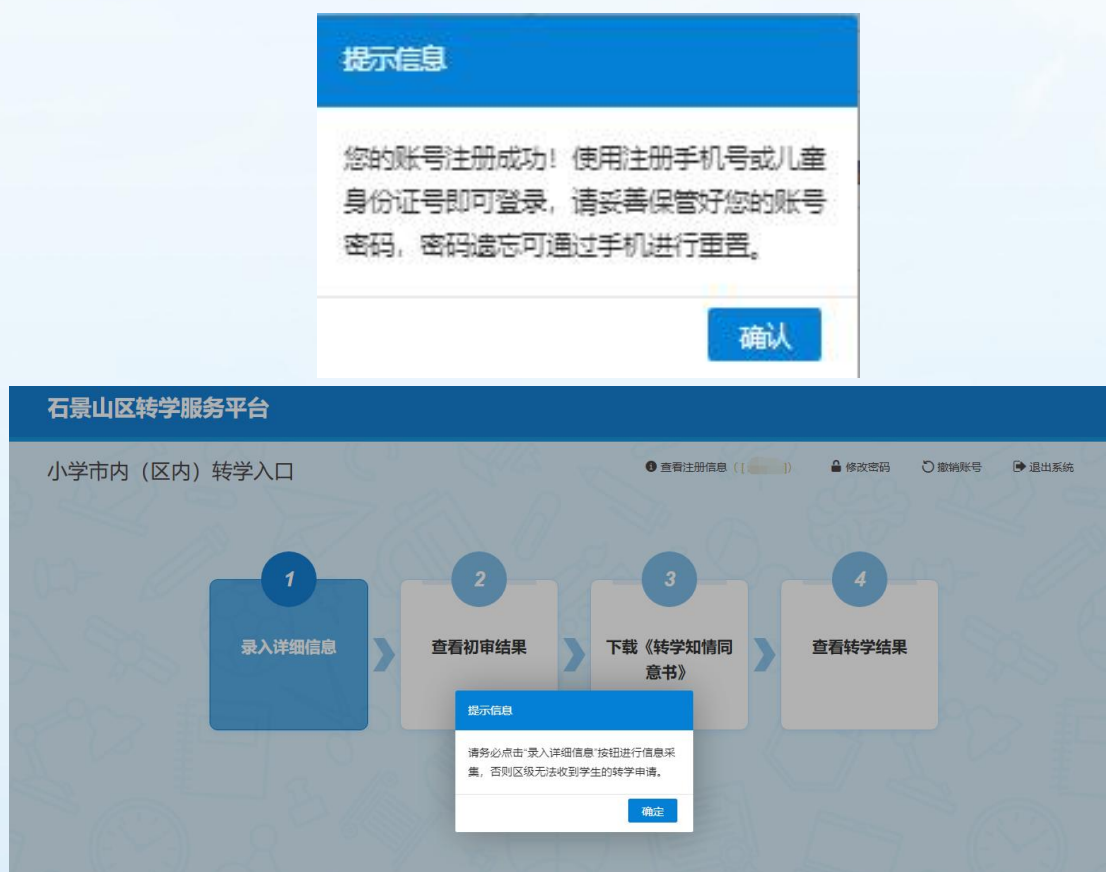 提示信息
您的账号注册成功！使用注册手机号或儿童
身份证号即可登录，请妥善保管好您的账号
密码，密码遗忘可通过手机进行重置。
确认
石景山区转学服务平台
小学市内（区内）转学入口
查看注册信息（[ ]）
修改密码
撤销账号
退出系统
1
录入详细信息
2
查看初审结果
3
下载《转学知情同
意书》
4
查看转学结果
提示信息
请务必点击“录入详细信息”按钮进行信息采
集，否则区级无法收到学生的转学申请。
确定